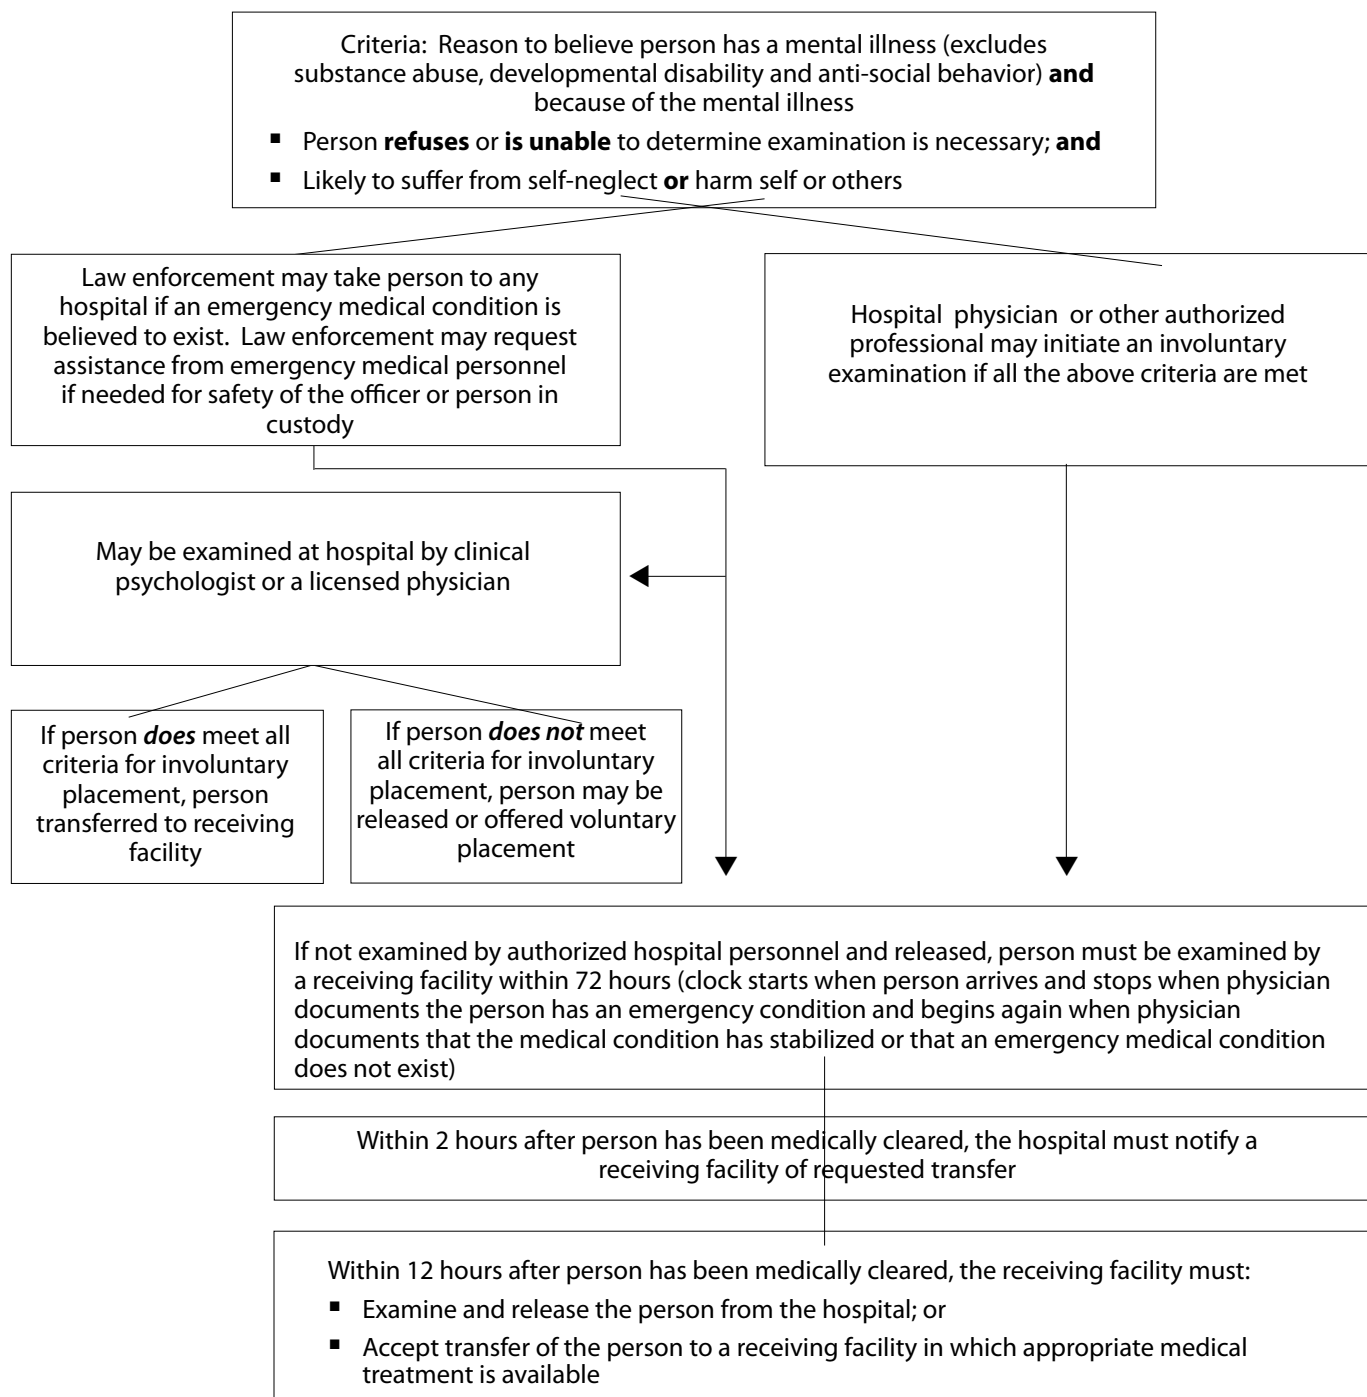 Criteria: Reason to believe person has a mental illness (excludes
substance abuse, developmental disability and anti-social behavior) and
because of the mental illness
▪ Person refuses or is unable to determine examination is necessary; and
▪ Likely to suffer from self-neglect or harm self or others
Law enforcement may take person to any
hospital if an emergency medical condition is
believed to exist. Law enforcement may request
assistance from emergency medical personnel
if needed for safety of the officer or person in
custody
Hospital physician or other authorized
professional may initiate an involuntary
examination if all the above criteria are met
May be examined at hospital by clinical
psychologist or a licensed physician
If person does meet all
criteria for involuntary
placement, person
transferred to receiving
facility
If person does not meet
all criteria for involuntary
placement, person may be
released or offered voluntary
placement
If not examined by authorized hospital personnel and released, person must be examined by
a receiving facility within 72 hours (clock starts when person arrives and stops when physician
documents the person has an emergency condition and begins again when physician
documents that the medical condition has stabilized or that an emergency medical condition
does not exist)
Within 2 hours after person has been medically cleared, the hospital must notify a
receiving facility of requested transfer
Within 12 hours after person has been medically cleared, the receiving facility must:
▪ Examine and release the person from the hospital; or
▪ Accept transfer of the person to a receiving facility in which appropriate medical
treatment is available